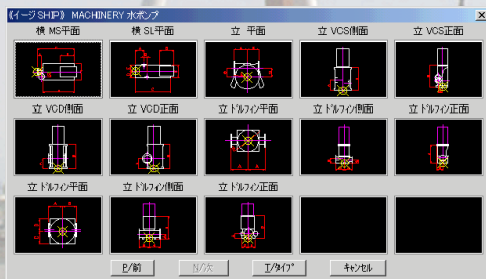 《イージSHIP》 MACHINERY 水ポンプ
横 MS平面 横 SL平面 立 平面 立 VCS側面 立 VCS正面
立 VCD側面 立 VCD正面 立 ドルフィン平面 立 ドルフィン側面 立 ドルフィン正面
立 ドルフィン平面 立 ドルフィン側面 立 ドルフィン正面
P/前 N/次 T/タイプ キャンセル